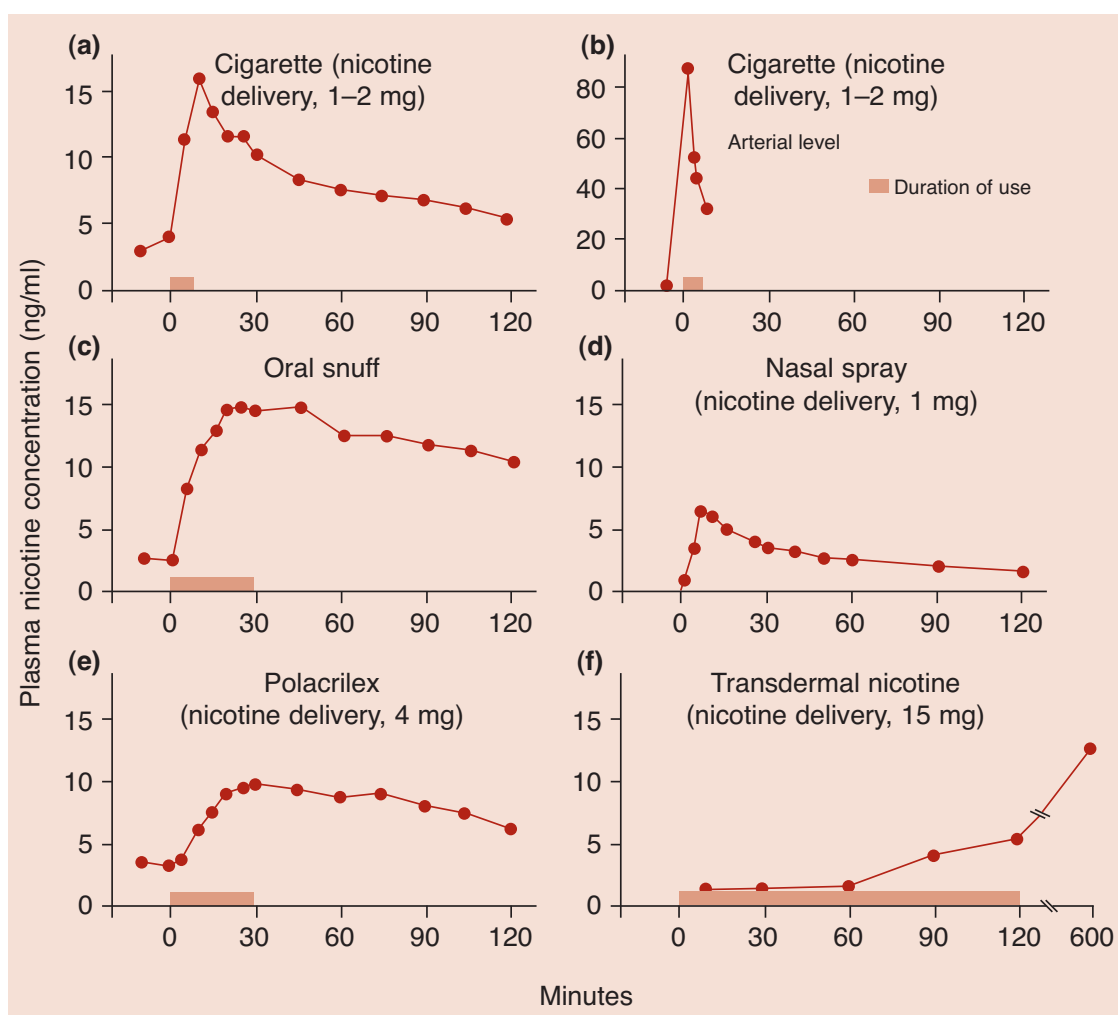 Plasma nicotine concentration (ng/ml)
(a)
Cigarette (nicotine
delivery, 1–2 mg)
15
10
5
0
0 30 60 90 120
(b)
Cigarette (nicotine
delivery, 1–2 mg)
Arterial level
Duration of use
80
60
40
20
0
0 30 60 90 120
(c)
Oral snuff
15
10
5
0
0 30 60 90 120
(d)
Nasal spray
(nicotine delivery, 1 mg)
15
10
5
0
0 30 60 90 120
(e)
Polacrilex
(nicotine delivery, 4 mg)
15
10
5
0
0 30 60 90 120
(f)
Transdermal nicotine
(nicotine delivery, 15 mg)
15
10
5
0
0 30 60 90 120 600
Minutes